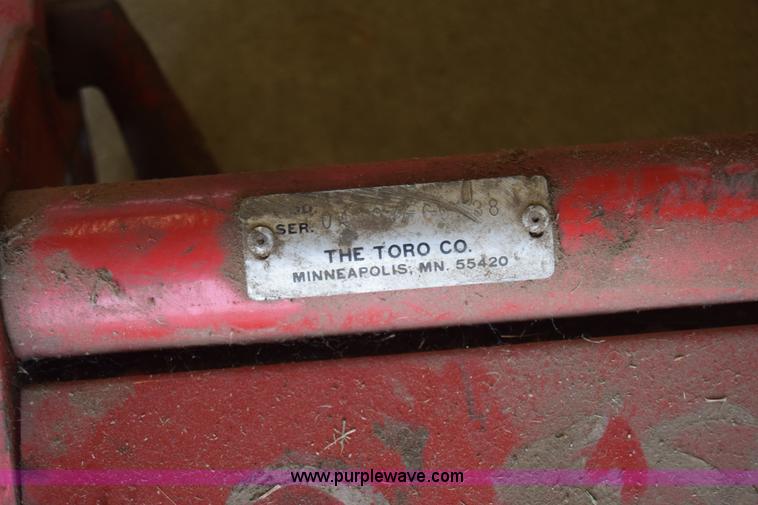 SER.
THE TORO CO.
MINNEAPOLIS, MN. 55420
www.purplewave.com